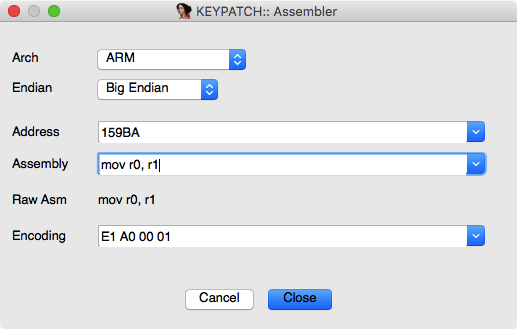 KEYPATCH:: Assembler
Arch ARM
Endian Big Endian
Address 159BA
Assembly mov r0, r1
Raw Asm mov r0, r1
Encoding E1 A0 00 01
Cancel Close